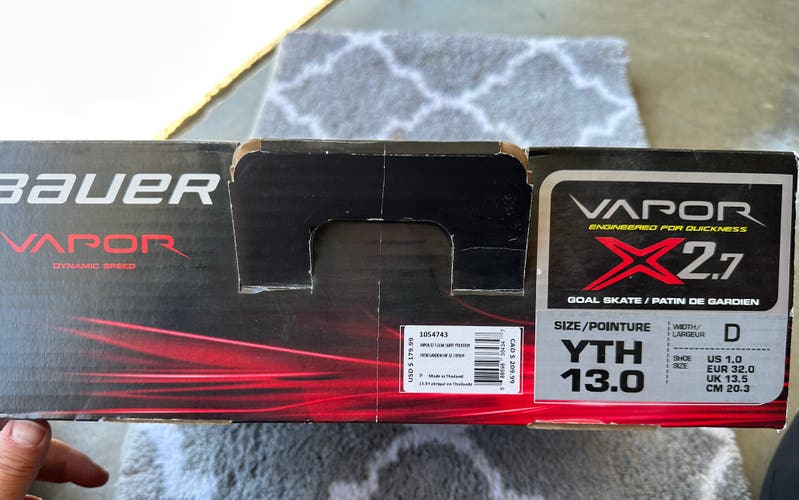 BAUER
VAPOR
DYNAMIC SPEED
USD $ 179.99
1054743
Made in Thailand
CAD $ 209.99
VAPOR
ENGINEERED FOR QUICKNESS
X2.7
GOAL SKATE / PATIN DE GARDIEN
SIZE/POINTURE
YTH
13.0
WIDTH/
LARGEUR
D
SHOE
SIZE
US 1.0
EUR 32.0
UK 13.5
CM 20.3